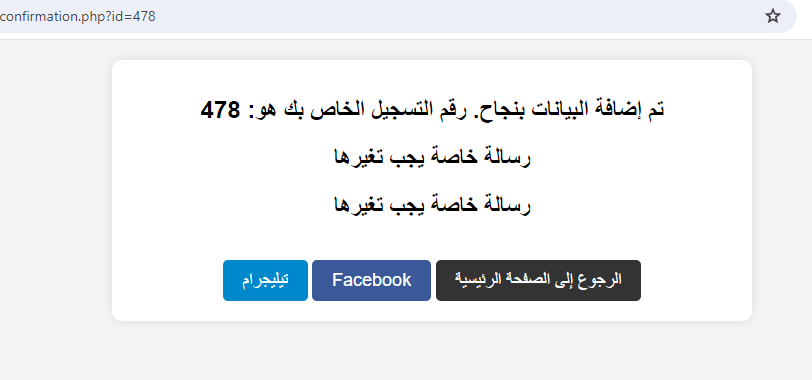 confirmation.php?id=478
تم إضافة البيانات بنجاح. رقم التسجيل الخاص بك هو: 478
رسالة خاصة يجب تغيرها
رسالة خاصة يجب تغيرها
الرجوع إلى الصفحة الرئيسية Facebook تيليجرام